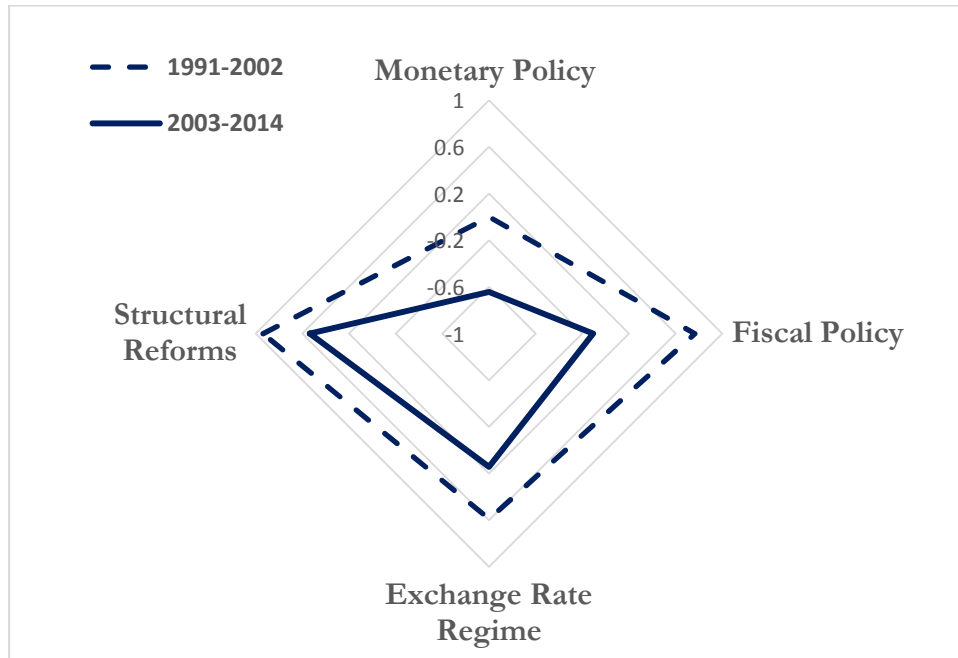 1991-2002
2003-2014
Monetary Policy
1
0.6
0.2
-0.2
-0.6
-1
Structural
Reforms
Fiscal Policy
Exchange Rate
Regime